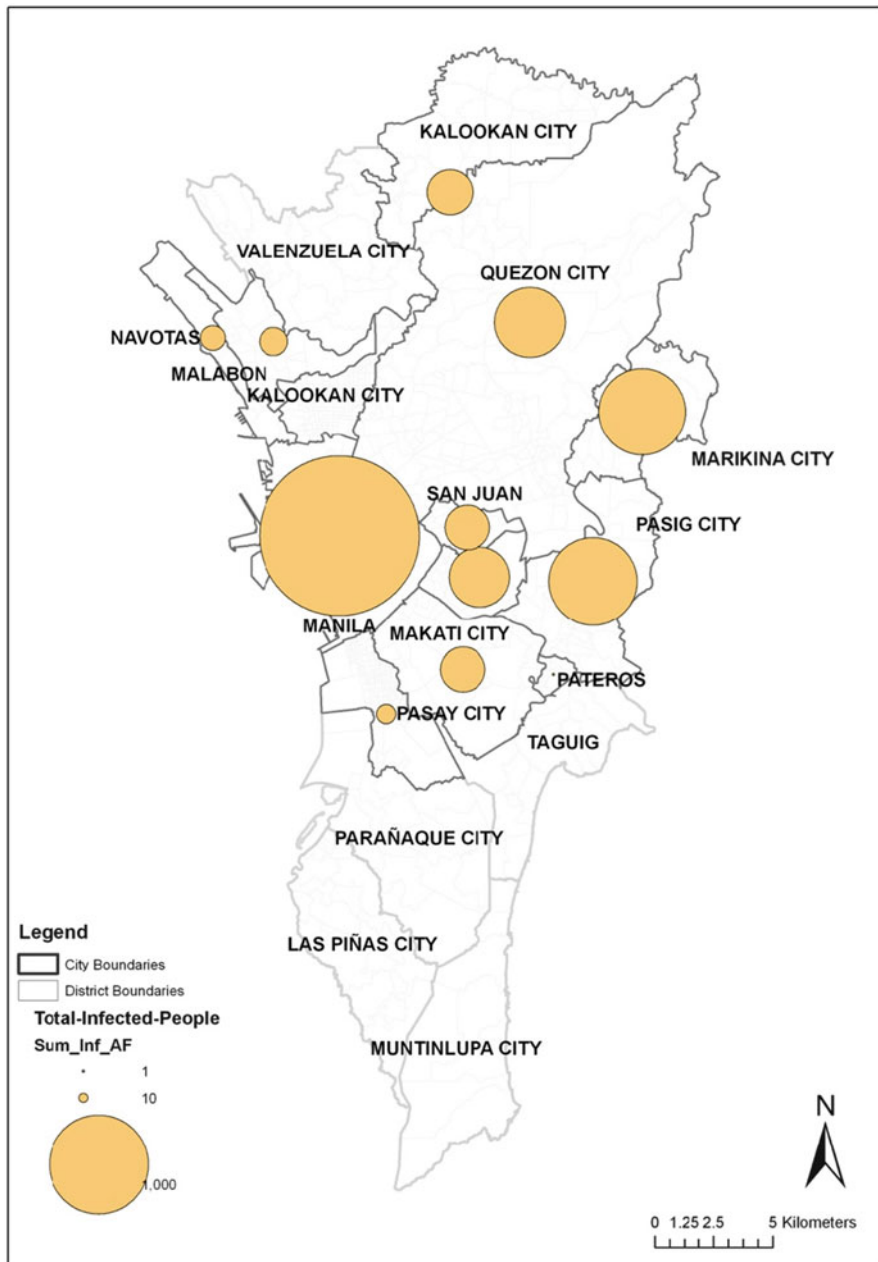 KALOOKAN CITY
VALENZUELA CITY
QUEZON CITY
NAVOTAS
MALABON
KALOOKAN CITY
MARIKINA CITY
SAN JUAN
PASIG CITY
MANILA
MAKATI CITY
PATEROS
PASAY CITY
TAGUIG
PARAÑAQUE CITY
LAS PIÑAS CITY
MUNTINLUPA CITY
Legend
City Boundaries
District Boundaries
Total-Infected-People
Sum_Inf_AF
1
10
1,000
N
0 1.25 2.5 5 Kilometers